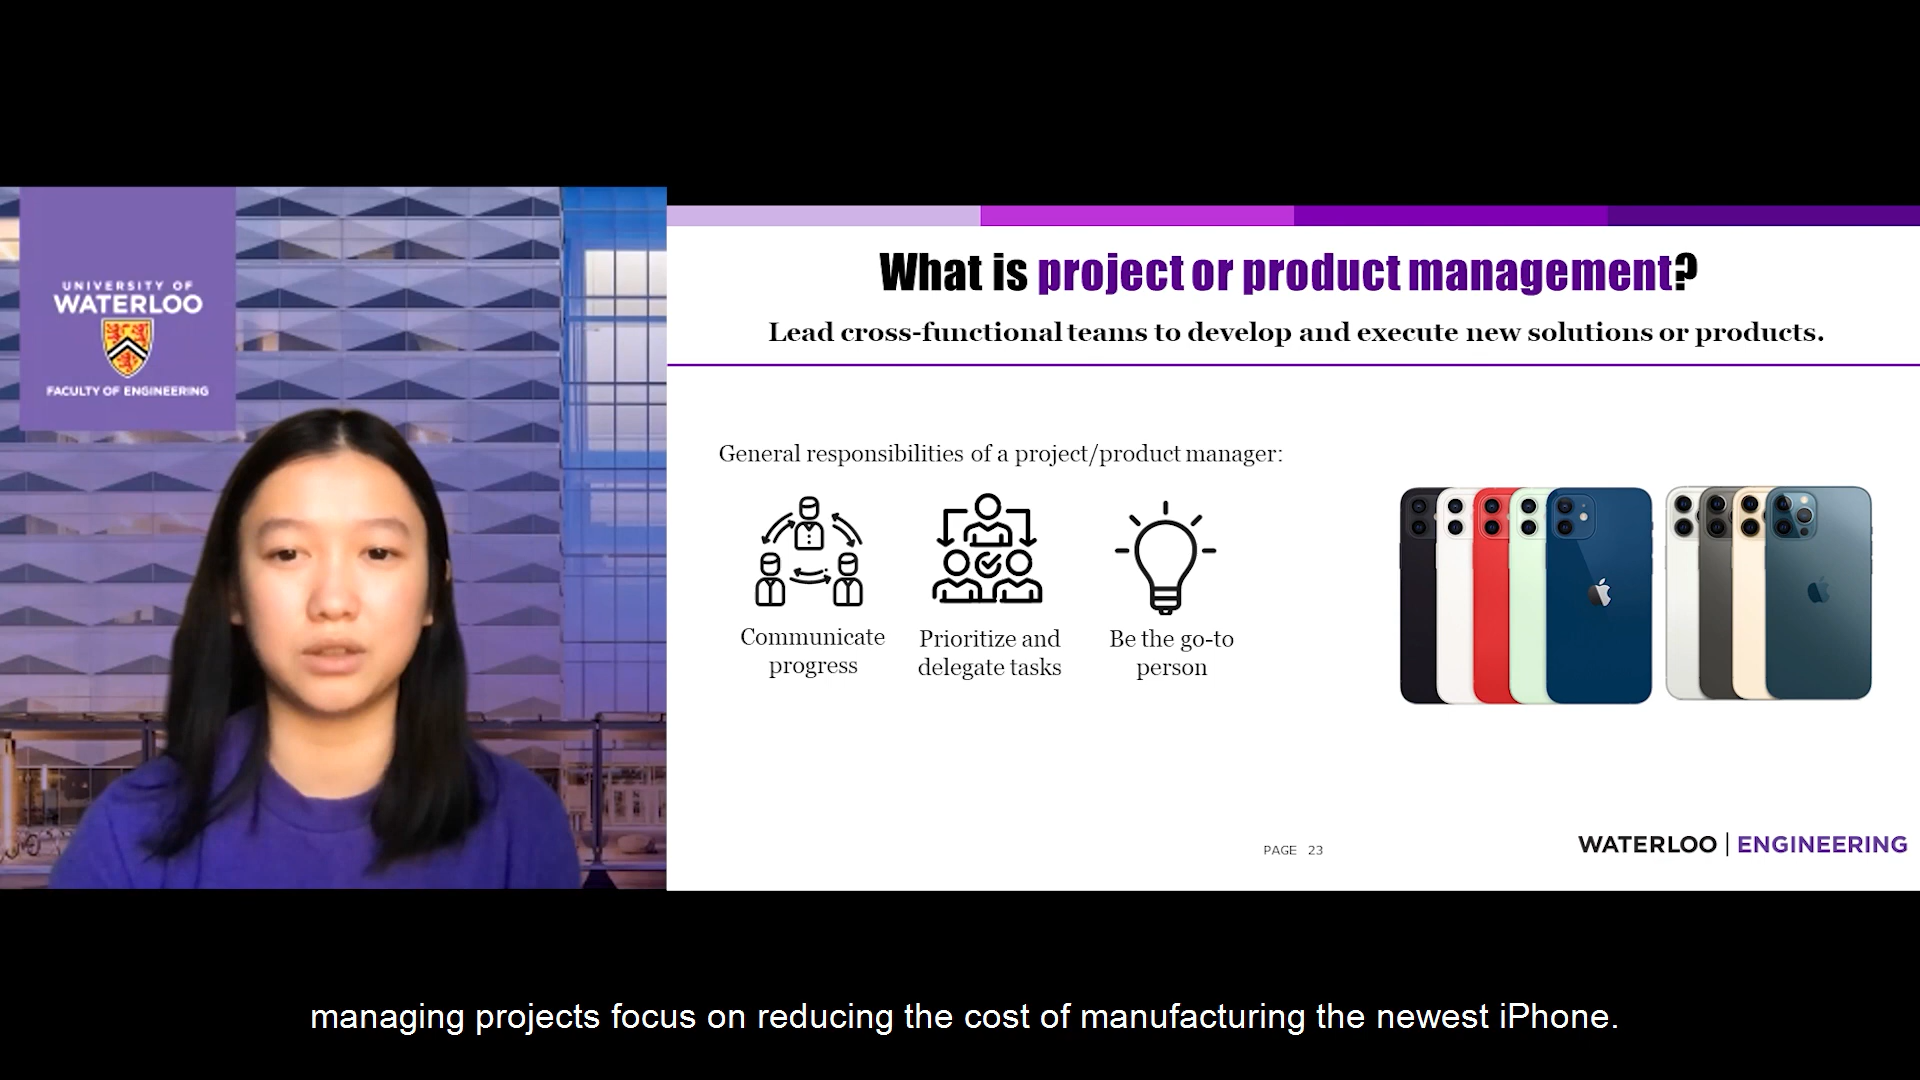 UNIVERSITY OF
WATERLOO
FACULTY OF ENGINEERING
What is project or product management?
Lead cross-functional teams to develop and execute new solutions or products.
General responsibilities of a project/product manager:
Communicate
progress
Prioritize and
delegate tasks
Be the go-to
person
PAGE 23
WATERLOO | ENGINEERING
managing projects focus on reducing the cost of manufacturing the newest iPhone.